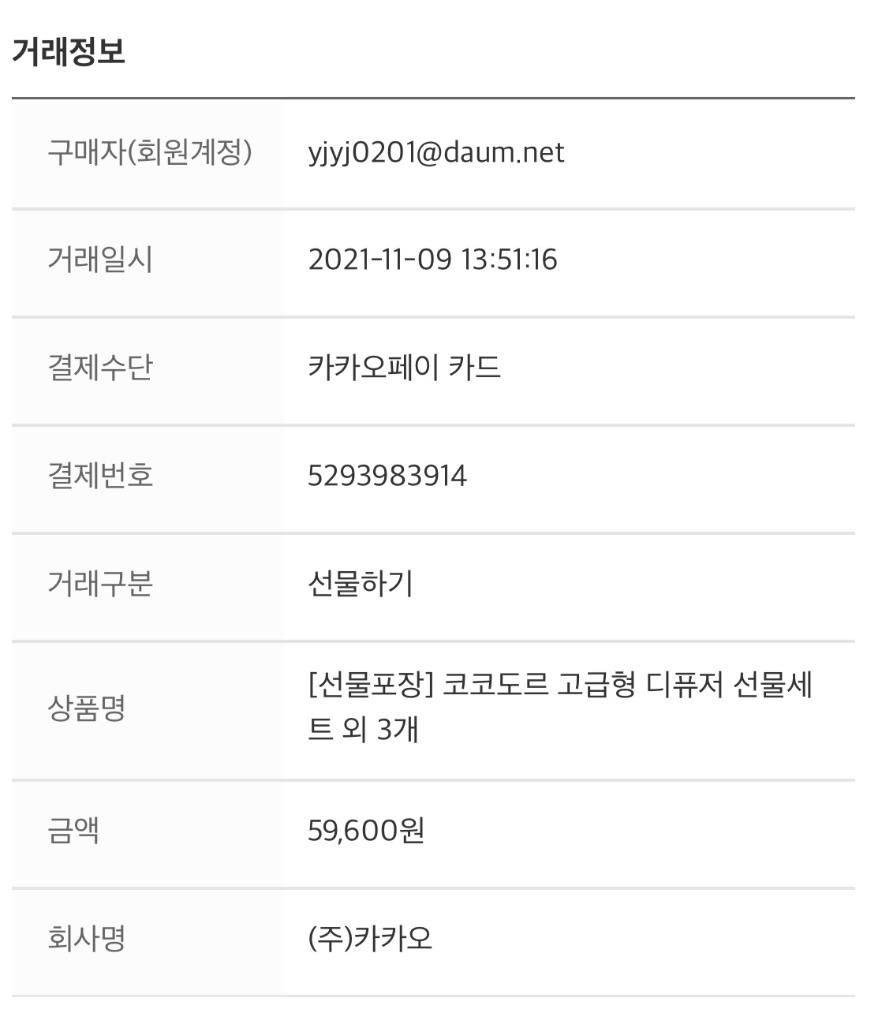 거래정보
구매자(회원계정) yjyj0201@daum.net
거래일시 2021-11-09 13:51:16
결제수단 카카오페이 카드
결제번호 5293983914
거래구분 선물하기
상품명 [선물포장] 코코도르 고급형 디퓨저 선물세
트 외 3개
금액 59,600원
회사명 (주)카카오